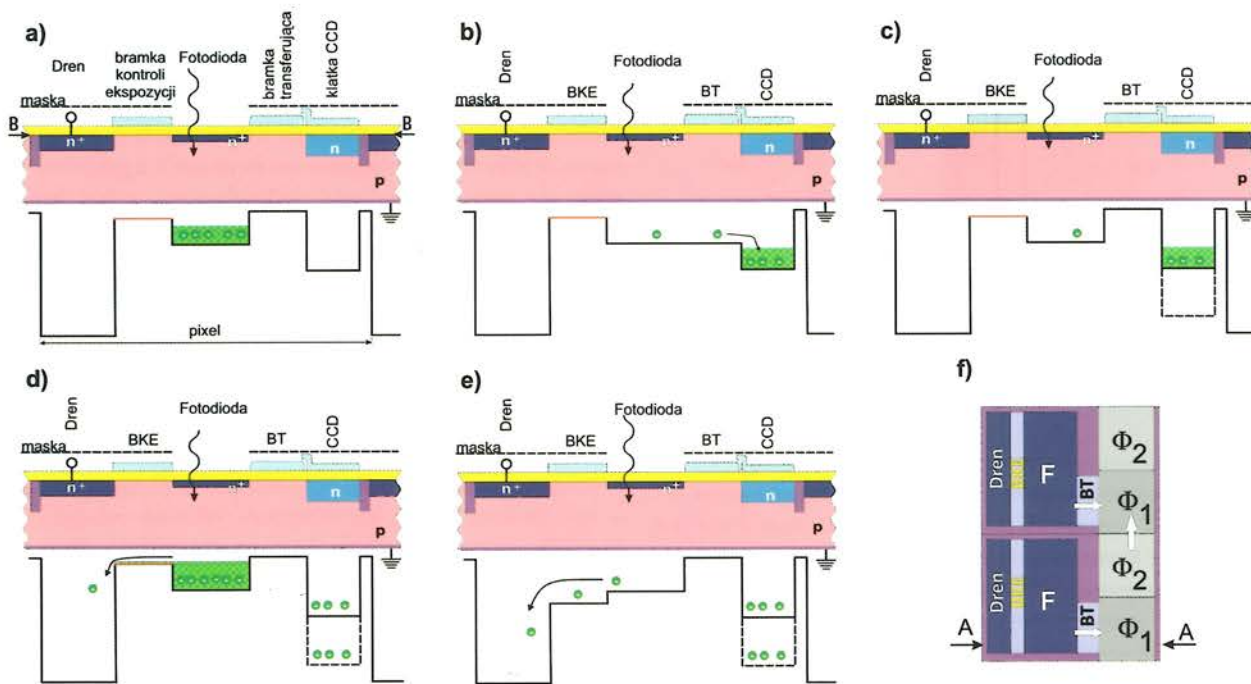 a)
Dren
bramka
kontroli
ekspozycji
Fotodioda
bramka
transferująca
klatka CCD
maska
B
B
n+
n+
n
p
pixel
b)
Dren
BKE
Fotodioda
BT
CCD
maska
n+
n+
n
p
c)
Dren
BKE
Fotodioda
BT
CCD
maska
n+
n+
n
p
d)
Dren
BKE
Fotodioda
BT
CCD
maska
n+
n+
n
p
e)
Dren
BKE
Fotodioda
BT
CCD
maska
n+
n+
n
p
f)
Dren
F
BT
Φ2
Φ1
Dren
F
BT
Φ2
Φ1
A
A